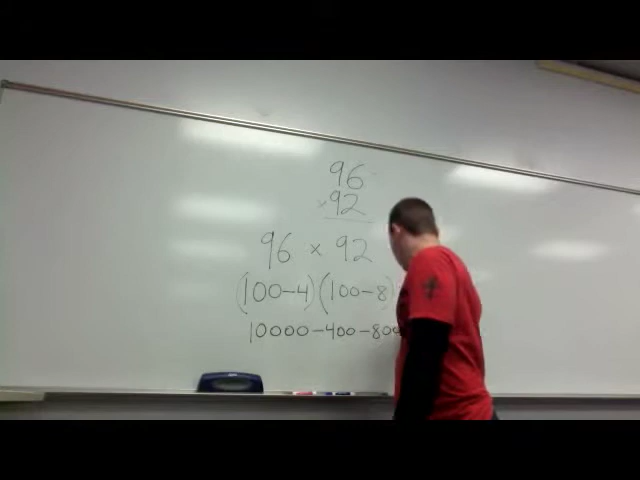 96
×92
96 × 92
(100-4)(100-8)
10000-400-800